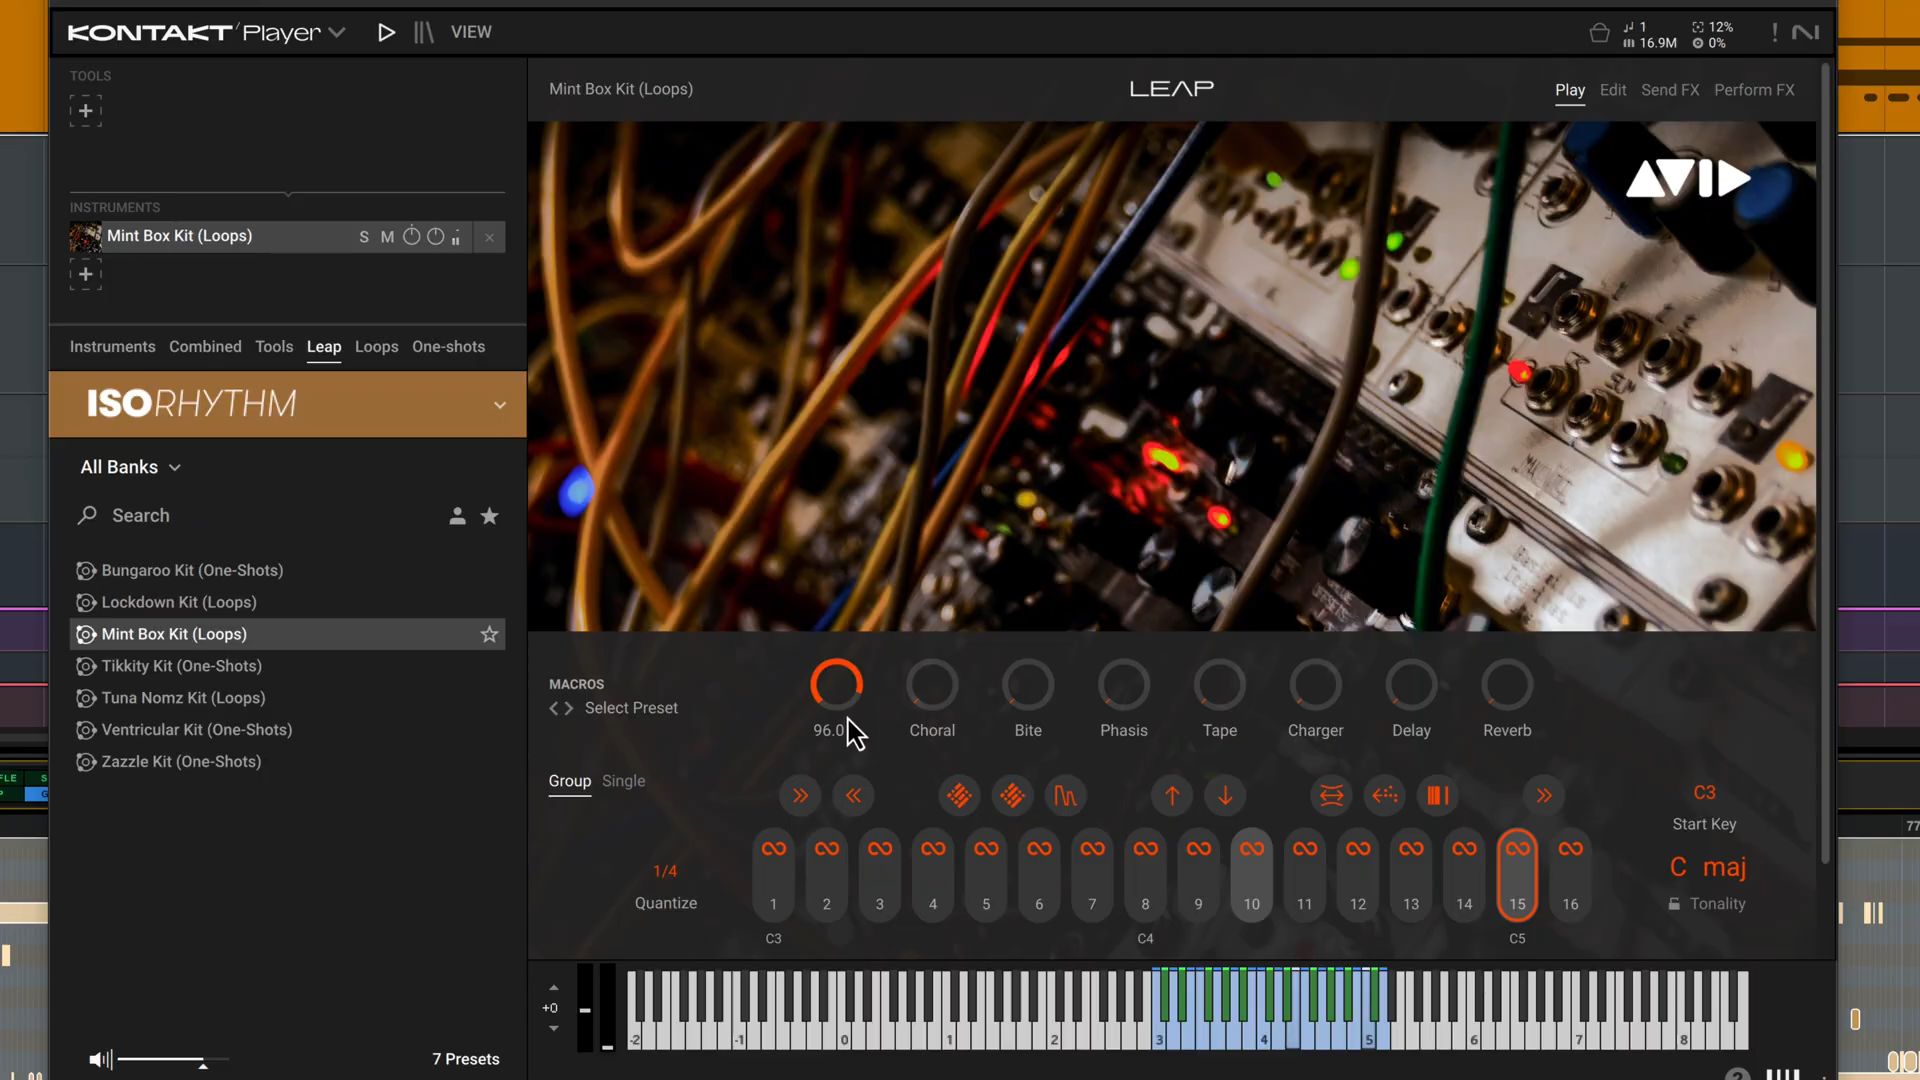 KONTAKT Player
VIEW
1
16.9M
12%
0%
!
TOOLS
INSTRUMENTS
Mint Box Kit (Loops)
S M
Instruments Combined Tools Leap Loops One-shots
ISORHYTHM
All Banks
Search
Bungaroo Kit (One-Shots)
Lockdown Kit (Loops)
Mint Box Kit (Loops)
Tikkity Kit (One-Shots)
Tuna Nomz Kit (Loops)
Ventricular Kit (One-Shots)
Zazzle Kit (One-Shots)
7 Presets
Mint Box Kit (Loops)
LEAP
Play Edit Send FX Perform FX
AVID
MACROS
Select Preset
96.0
Choral
Bite
Phasis
Tape
Charger
Delay
Reverb
Group Single
1/4
Quantize
1 2 3 4 5 6 7 8 9 10 11 12 13 14 15 16
C3 C4 C5
C3
Start Key
C maj
Tonality
+0
-2 -1 0 1 2 3 4 5 6 7 8
FLE S
P G
77